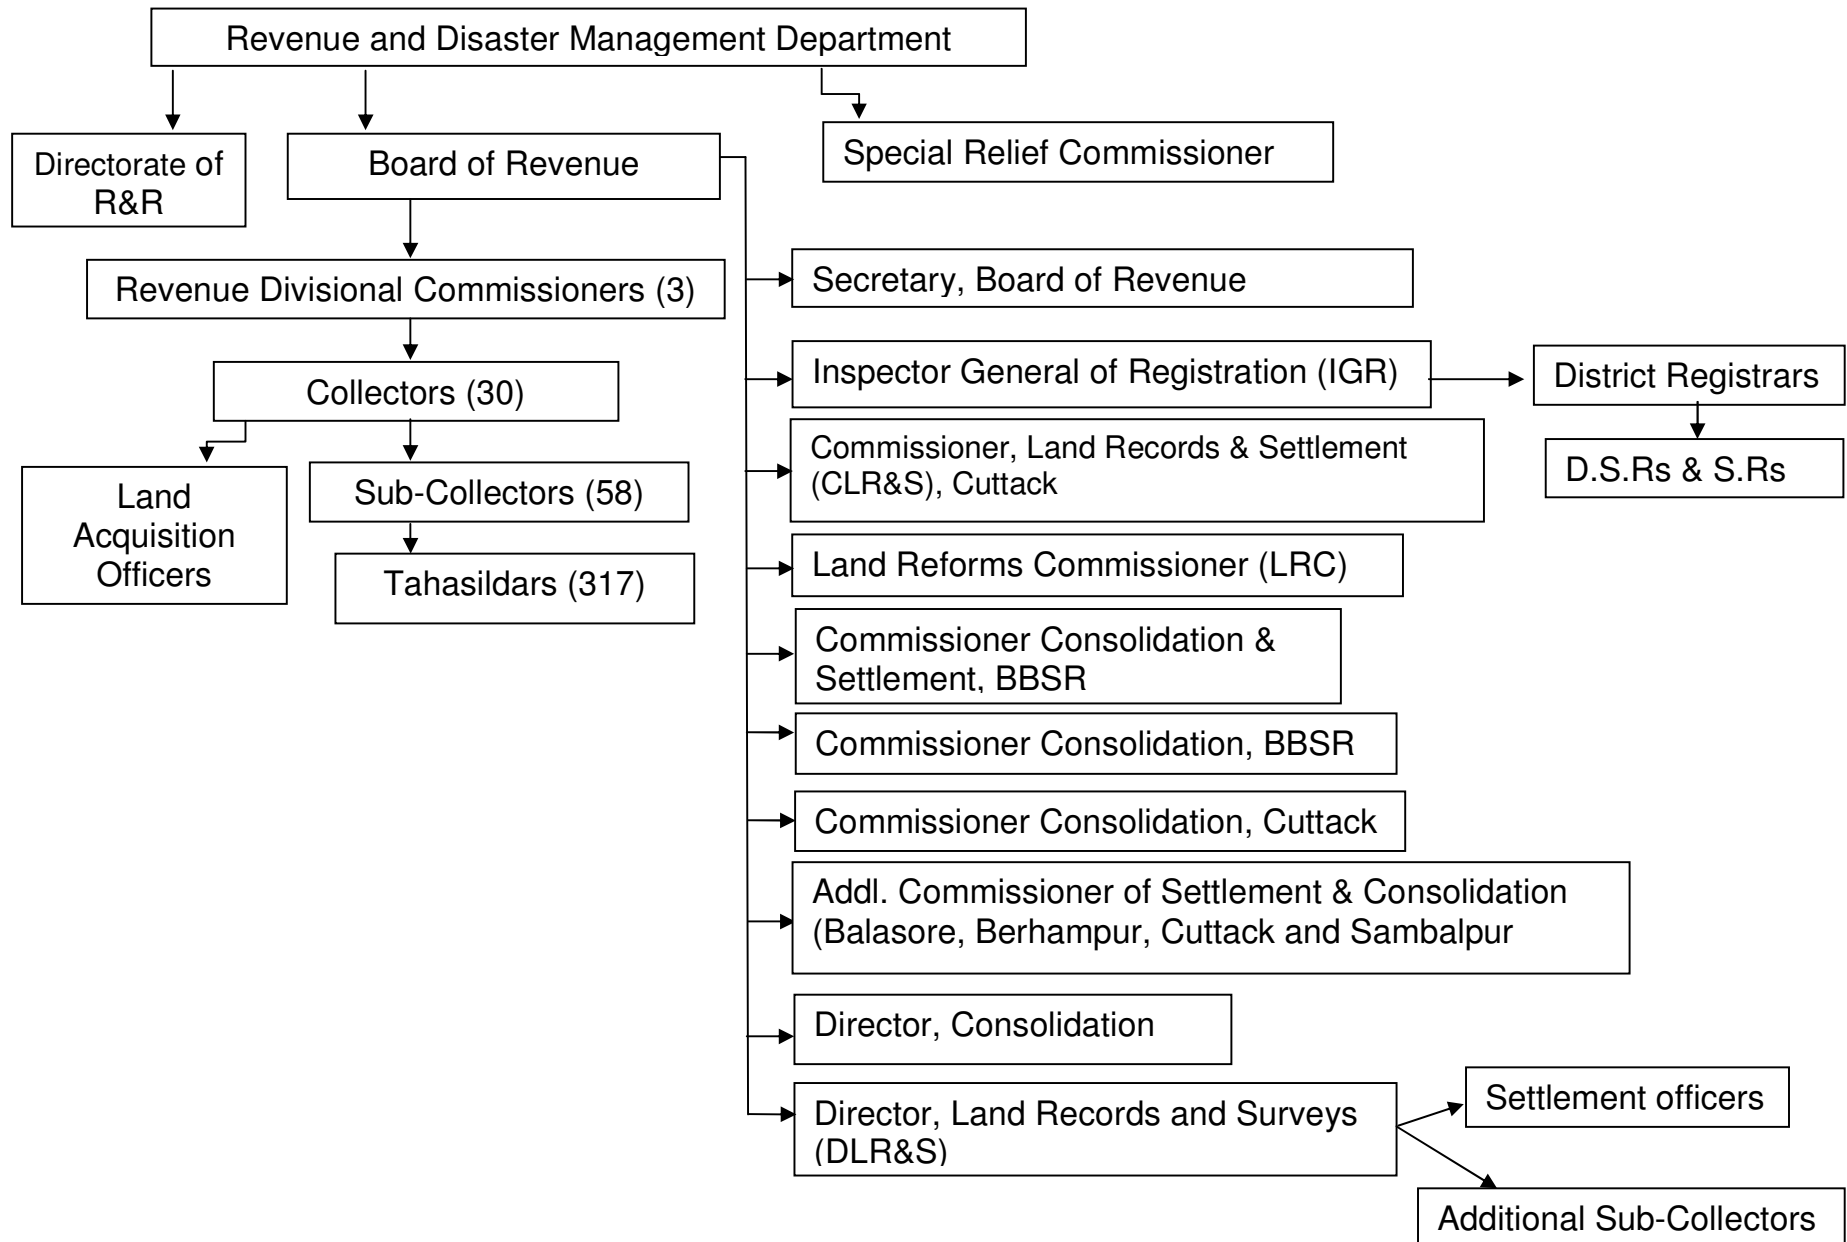 Revenue and Disaster Management Department
Directorate of
R&R
Board of Revenue
Special Relief Commissioner
Revenue Divisional Commissioners (3)
Collectors (30)
Land
Acquisition
Officers
Sub-Collectors (58)
Tahasildars (317)
Secretary, Board of Revenue
Inspector General of Registration (IGR)
District Registrars
D.S.Rs & S.Rs
Commissioner, Land Records & Settlement
(CLR&S), Cuttack
Land Reforms Commissioner (LRC)
Commissioner Consolidation &
Settlement, BBSR
Commissioner Consolidation, BBSR
Commissioner Consolidation, Cuttack
Addl. Commissioner of Settlement & Consolidation
(Balasore, Berhampur, Cuttack and Sambalpur
Director, Consolidation
Director, Land Records and Surveys
(DLR&S)
Settlement officers
Additional Sub-Collectors